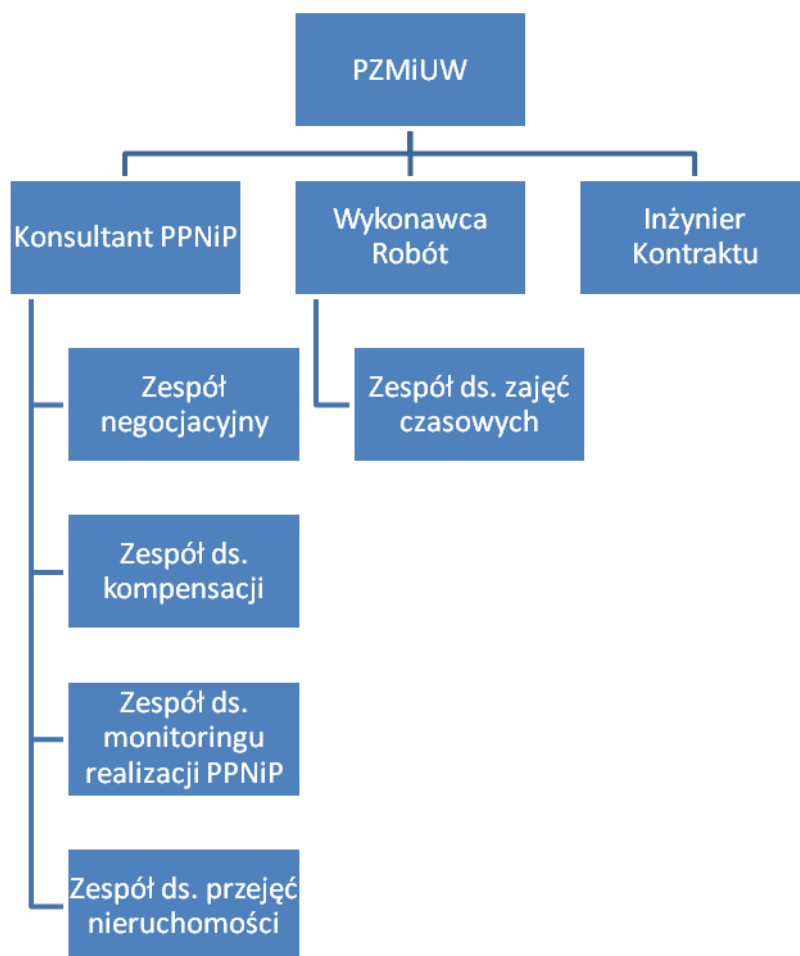 PZMiUW
Konsultant PPNiP
Wykonawca
Robót
Inżynier
Kontraktu
Zespół
negocjacyjny
Zespół ds. zajęć
czasowych
Zespół ds.
kompensacji
Zespół ds.
monitoringu
realizacji PPNiP
Zespół ds. przejęć
nieruchomości